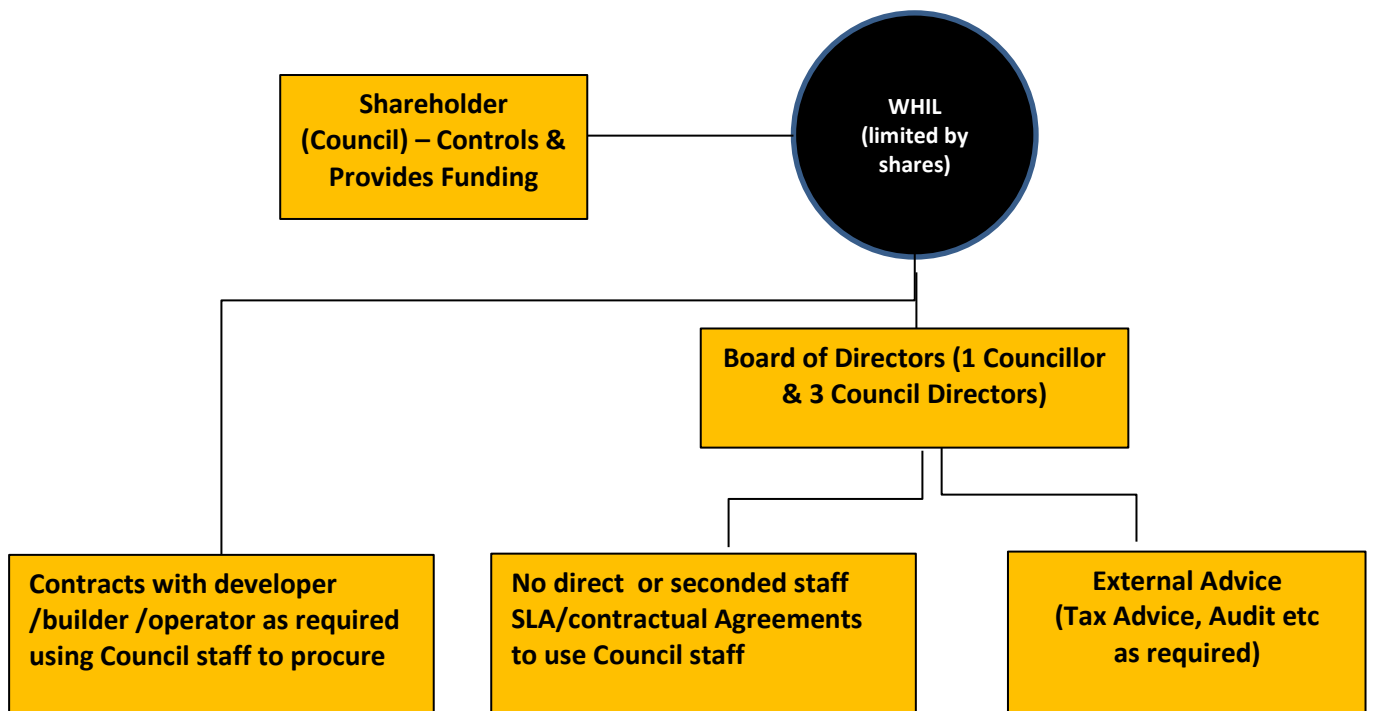 Shareholder
(Council) – Controls &
Provides Funding
WHIL
(limited by
shares)
Board of Directors (1 Councillor
& 3 Council Directors)
Contracts with developer
/builder /operator as required
using Council staff to procure
No direct  or seconded staff
SLA/contractual Agreements
to use Council staff
External Advice
(Tax Advice, Audit etc
as required)